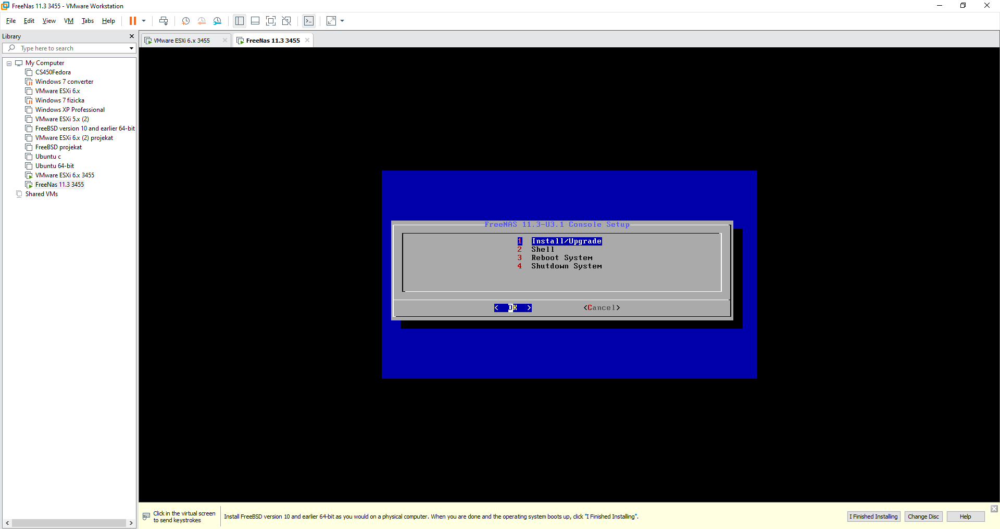 FreeNas 11.3 3455 - VMware Workstation
File Edit View VM Tabs Help
Library
Type here to search
My Computer
CS450Fedora
Windows 7 converter
VMware ESXi 6.x
Windows 7 fizicka
Windows XP Professional
VMware ESXi 5.x (2)
FreeBSD version 10 and earlier 64-bit
VMware ESXi 6.x (2) projekat
FreeBSD projekat
Ubuntu c
Ubuntu 64-bit
VMware ESXi 6.x 3455
FreeNas 11.3 3455
Shared VMs
VMware ESXi 6.x 3455
FreeNas 11.3 3455
FreeNAS 11.3-U3.1 Console Setup
1 Install/Upgrade
2 Shell
3 Reboot System
4 Shutdown System
< OK > <Cancel>
Click in the virtual screen
to send keystrokes
Install FreeBSD version 10 and earlier 64-bit as you would on a physical computer. When you are done and the operating system boots up, click "I Finished Installing".
I Finished Installing Change Disc Help